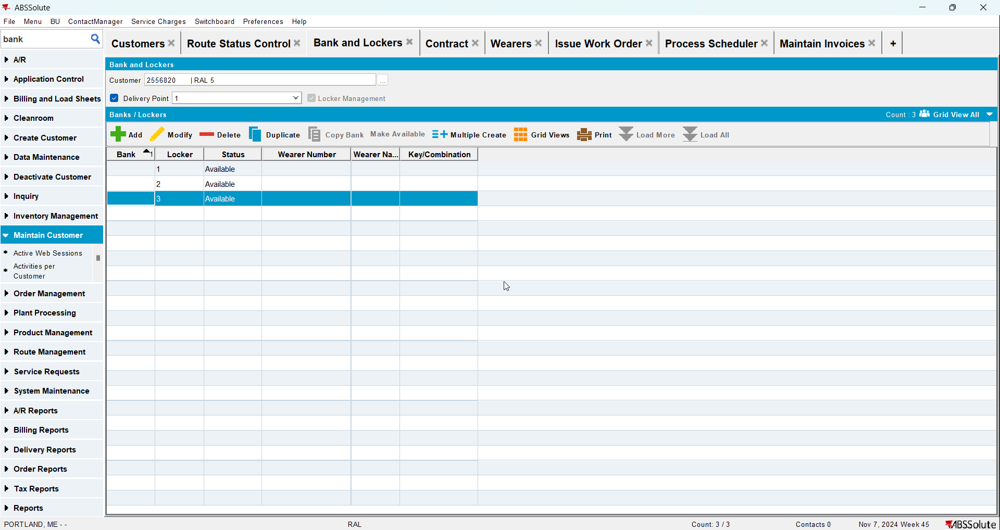 ABSSolute
File Menu BU ContactManager Service Charges Switchboard Preferences Help
bank
Customers Route Status Control Bank and Lockers Contract Wearers Issue Work Order Process Scheduler Maintain Invoices +
Bank and Lockers
Customer 2556820 | RAL 5 ...
Delivery Point 1 Locker Management
Banks / Lockers Count : 3 Grid View All
Add Modify Delete Duplicate Copy Bank Make Available Multiple Create Grid Views Print Load More Load All
Bank 1 Locker Status Wearer Number Wearer Na... Key/Combination
1 Available
2 Available
3 Available
A/R
Application Control
Billing and Load Sheets
Cleanroom
Create Customer
Data Maintenance
Deactivate Customer
Inquiry
Inventory Management
Maintain Customer
Active Web Sessions
Activities per
Customer
Order Management
Plant Processing
Product Management
Route Management
Service Requests
System Maintenance
A/R Reports
Billing Reports
Delivery Reports
Order Reports
Tax Reports
Reports
PORTLAND, ME - - RAL Count: 3 / 3 Contacts 0 Nov 7, 2024 Week 45 ABSSolute